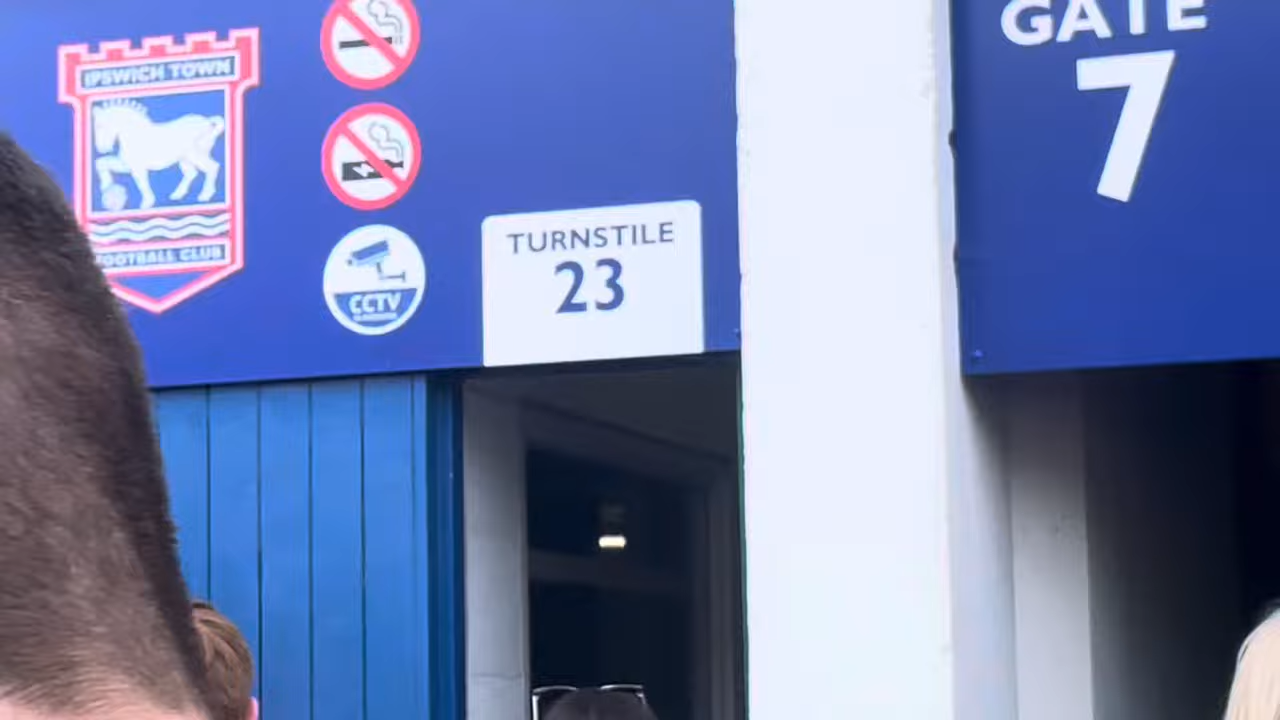 IPSWICH TOWN
FOOTBALL CLUB
CCTV
TURNSTILE
23
GATE
7